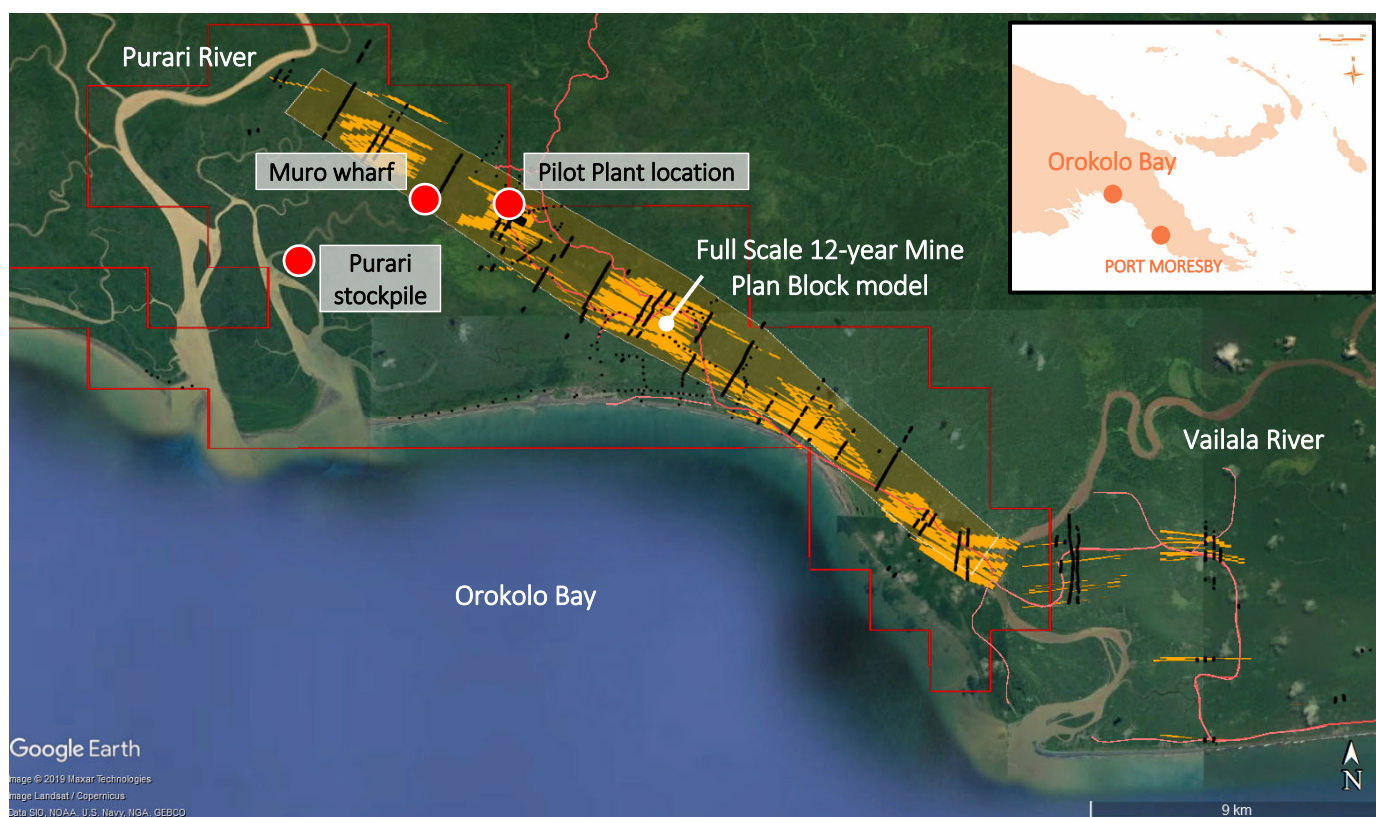 Purari River
Muro wharf
Pilot Plant location
Purari
stockpile
Full Scale 12-year Mine
Plan Block model
Orokolo Bay
PORT MORESBY
N
Vailala River
Orokolo Bay
Google Earth
Image © 2019 Maxar Technologies
Image Landsat / Copernicus
Data SIO, NOAA, U.S. Navy, NGA, GEBCO
N
9 km